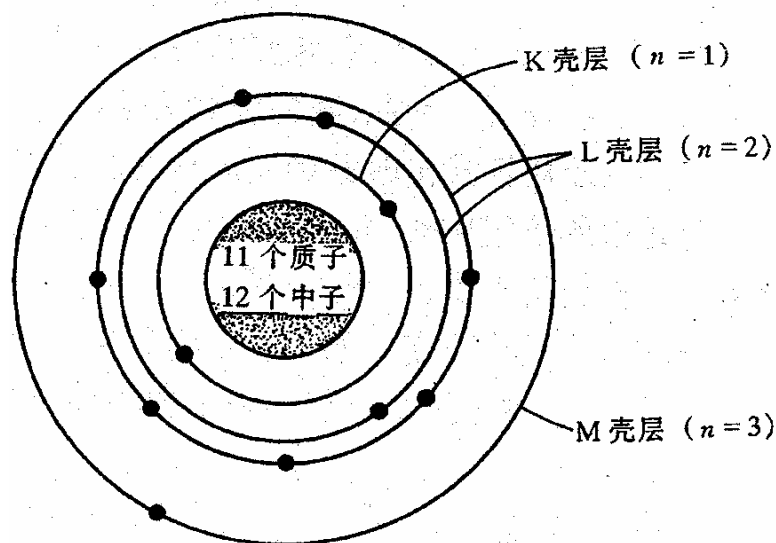 K 壳层 (n = 1)
L 壳层 (n = 2)
11 个质子
12 个中子
M 壳层 (n = 3)